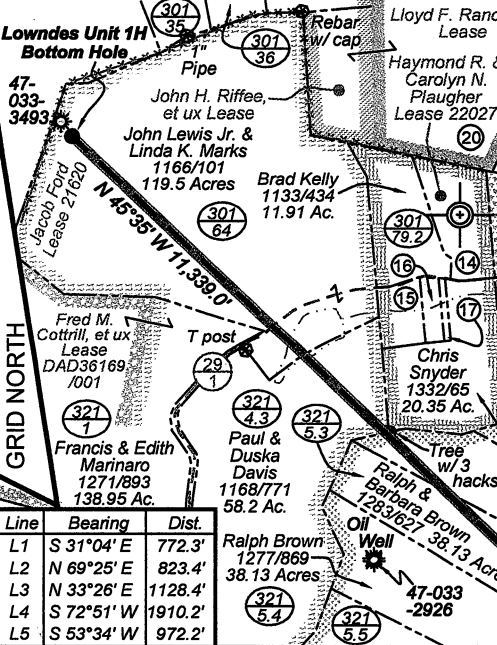 301
35
Lowndes Unit 1H
Bottom Hole
1"
Pipe
301
36
Rebar
w/ cap
Lloyd F.
Lease
Haymond R. &
Carolyn N.
Plaugher
Lease 22027
20
47-
033-
3493
John H. Riffee,
et ux Lease
John Lewis Jr. &
Linda K. Marks
1166/101
119.5 Acres
Jacob Ford
Lease 21620
Brad Kelly
1133/434
11.91 Ac.
301
64
301
79.2
N 45°35' W 11,339.0'
14
16
15
17
Fred M.
Cottrill, et ux
Lease
DAD36169
/001
T post
29
1
Chris
Snyder
1332/65
20.35 Ac.
GRID NORTH
321
1
Francis & Edith
Marinaro
1271/893
138.95 Ac.
321
4.3
Paul &
Duska
Davis
1168/771
58.2 Ac.
321
5.3
Tree
w/ 3
hacks
Ralph &
Barbara Brown
1283/627
38.13
Oil
Well
47-033
-2926
Ralph Brown
1277/869
38.13 Acres
321
5.4
321
5.5
Line Bearing Dist.
L1 S 31°04' E 772.3'
L2 N 69°25' E 823.4'
L3 N 33°26' E 1128.4'
L4 S 72°51' W 1910.2'
L5 S 53°34' W 972.2'